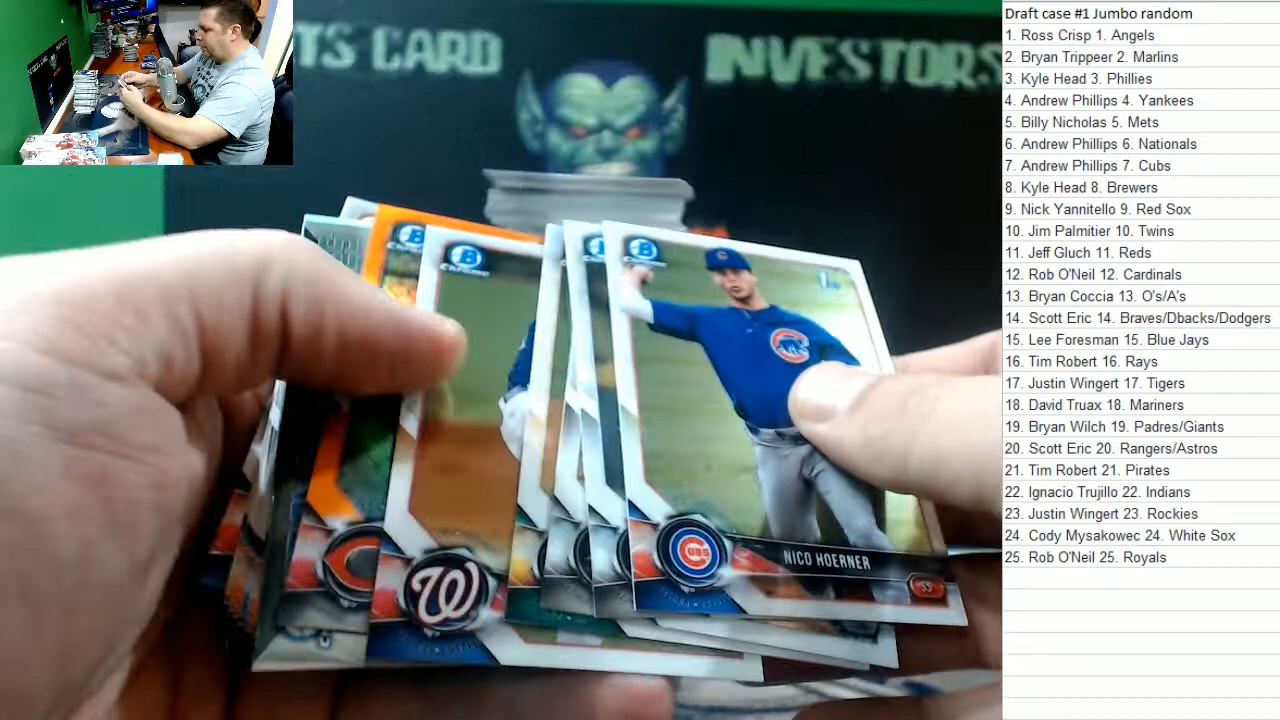 TS CARD INVESTORS
Draft case #1 Jumbo random
1. Ross Crisp 1. Angels
2. Bryan Trippeer 2. Marlins
3. Kyle Head 3. Phillies
4. Andrew Phillips 4. Yankees
5. Billy Nicholas 5. Mets
6. Andrew Phillips 6. Nationals
7. Andrew Phillips 7. Cubs
8. Kyle Head 8. Brewers
9. Nick Yannitello 9. Red Sox
10. Jim Palmitier 10. Twins
11. Jeff Gluch 11. Reds
12. Rob O'Neil 12. Cardinals
13. Bryan Coccia 13. O's/A's
14. Scott Eric 14. Braves/Dbacks/Dodgers
15. Lee Foresman 15. Blue Jays
16. Tim Robert 16. Rays
17. Justin Wingert 17. Tigers
18. David Truax 18. Mariners
19. Bryan Wilch 19. Padres/Giants
20. Scott Eric 20. Rangers/Astros
21. Tim Robert 21. Pirates
22. Ignacio Trujillo 22. Indians
23. Justin Wingert 23. Rockies
24. Cody Mysakowec 24. White Sox
25. Rob O'Neil 25. Royals
B
CHROME
B
CHROME
1st
C
CUBS
NICO HOERNER
SS
C
W